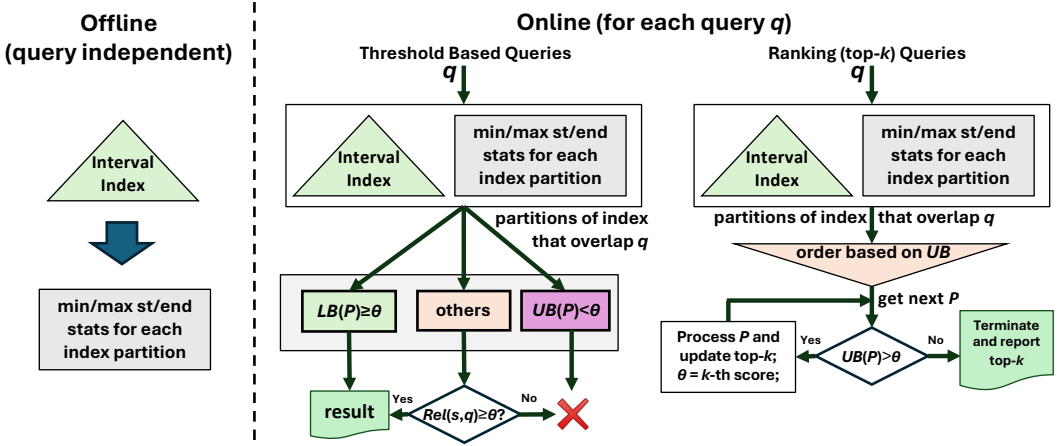 Offline
(query independent)
Interval
Index
min/max st/end
stats for each
index partition
Online (for each query q)
Threshold Based Queries
q
Interval
Index
min/max st/end
stats for each
index partition
partitions of index
that overlap q
LB(P)≥θ
others
UB(P)<θ
result
Yes
Rel(s,q)≥θ?
No
Ranking (top-k) Queries
q
Interval
Index
min/max st/end
stats for each
index partition
partitions of index that overlap q
order based on UB
get next P
Process P and
update top-k;
θ = k-th score;
Yes
UB(P)>θ
No
Terminate
and report
top-k